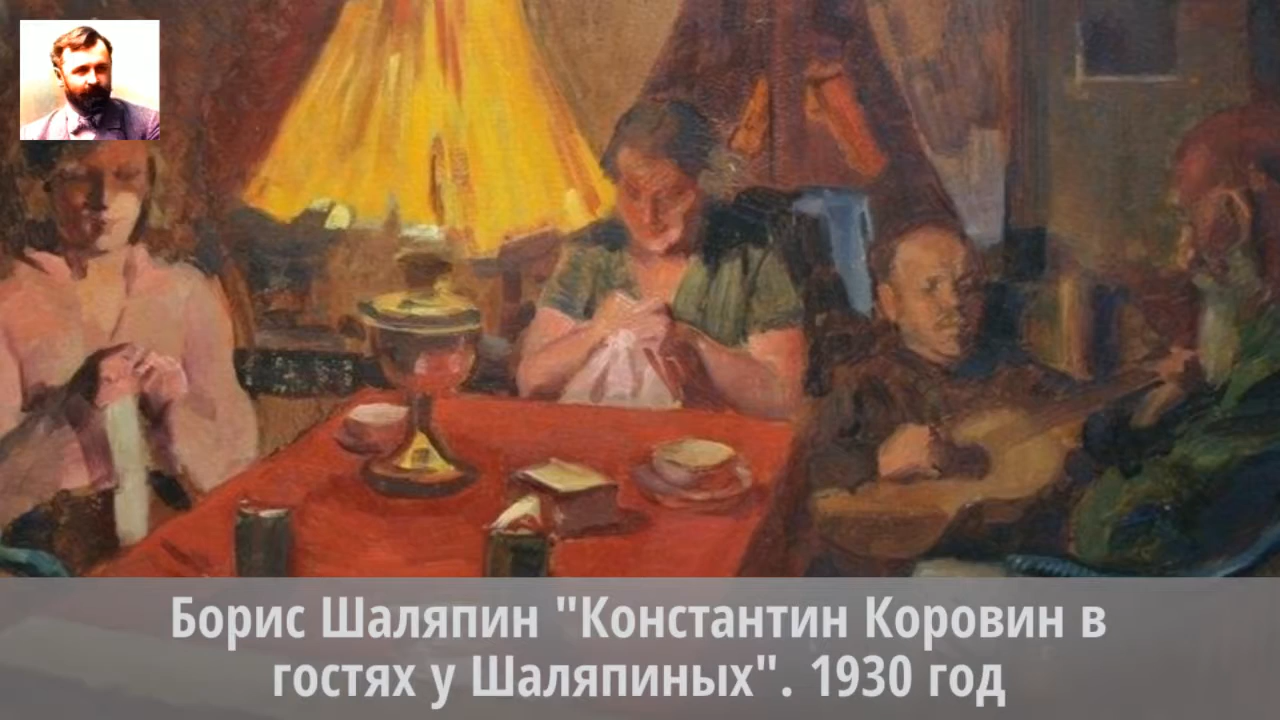 Борис Шаляпин "Константин Коровин в
гостях у Шаляпиных". 1930 год